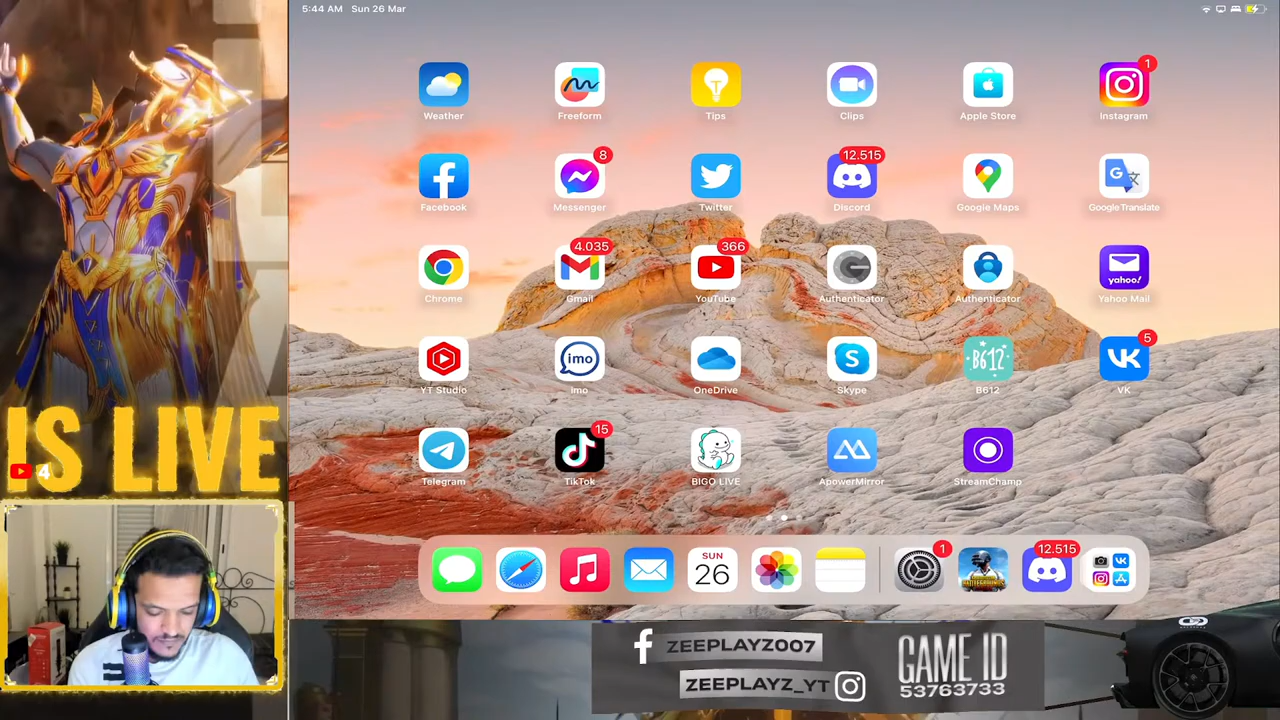 5:44 AM Sun 26 Mar
1
Weather
Freeform
Tips
Clips
Apple Store
Instagram
8
12.515
Facebook
Messenger
Twitter
Discord
Google Maps
Google Translate
4.035
366
yahoo!
Chrome
Gmail
YouTube
Authenticator
Authenticator
Yahoo Mail
5
imo
B612
YT Studio
imo
OneDrive
Skype
B612
VK
15
Telegram
TikTok
BIGO LIVE
ApowerMirror
StreamChamp
IS LIVE
4
SUN
26
1
12.515
ZEEPLAYZ007
ZEEPLAYZ_YT
GAME ID
53763733